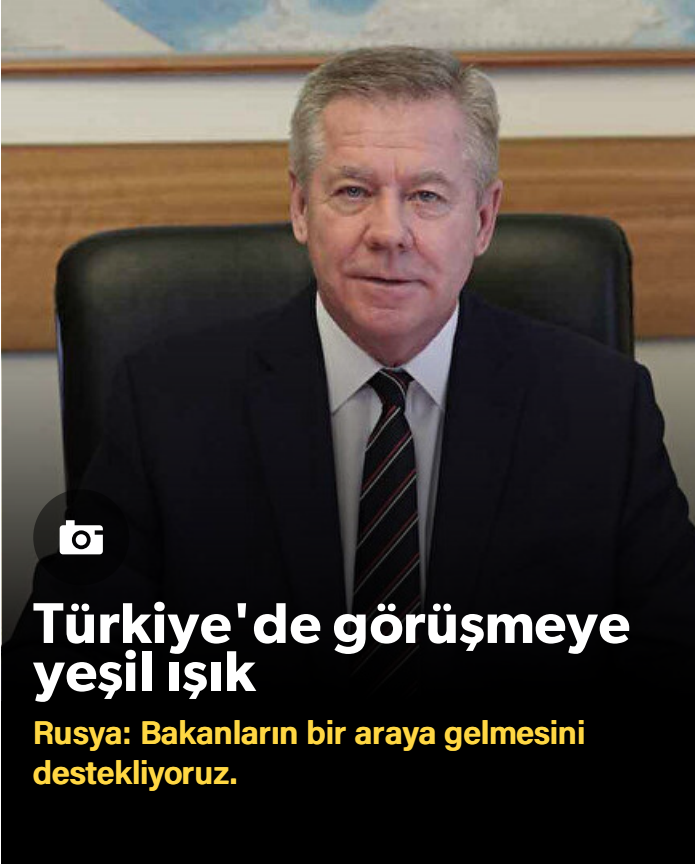 Türkiye'de görüşmeye
yeşil ışık
Rusya: Bakanların bir araya gelmesini
destekliyoruz.